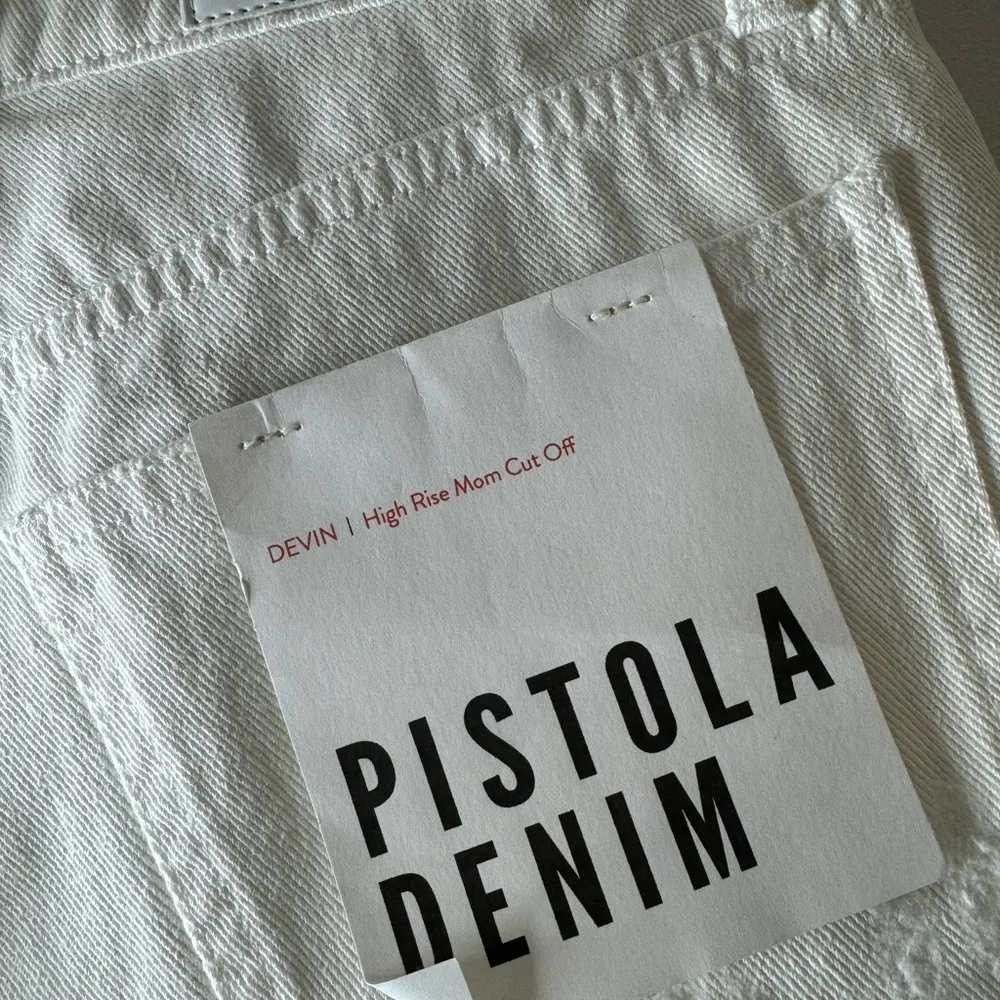 DEVIN | High Rise Mom Cut Off
PISTOLA
DENIM